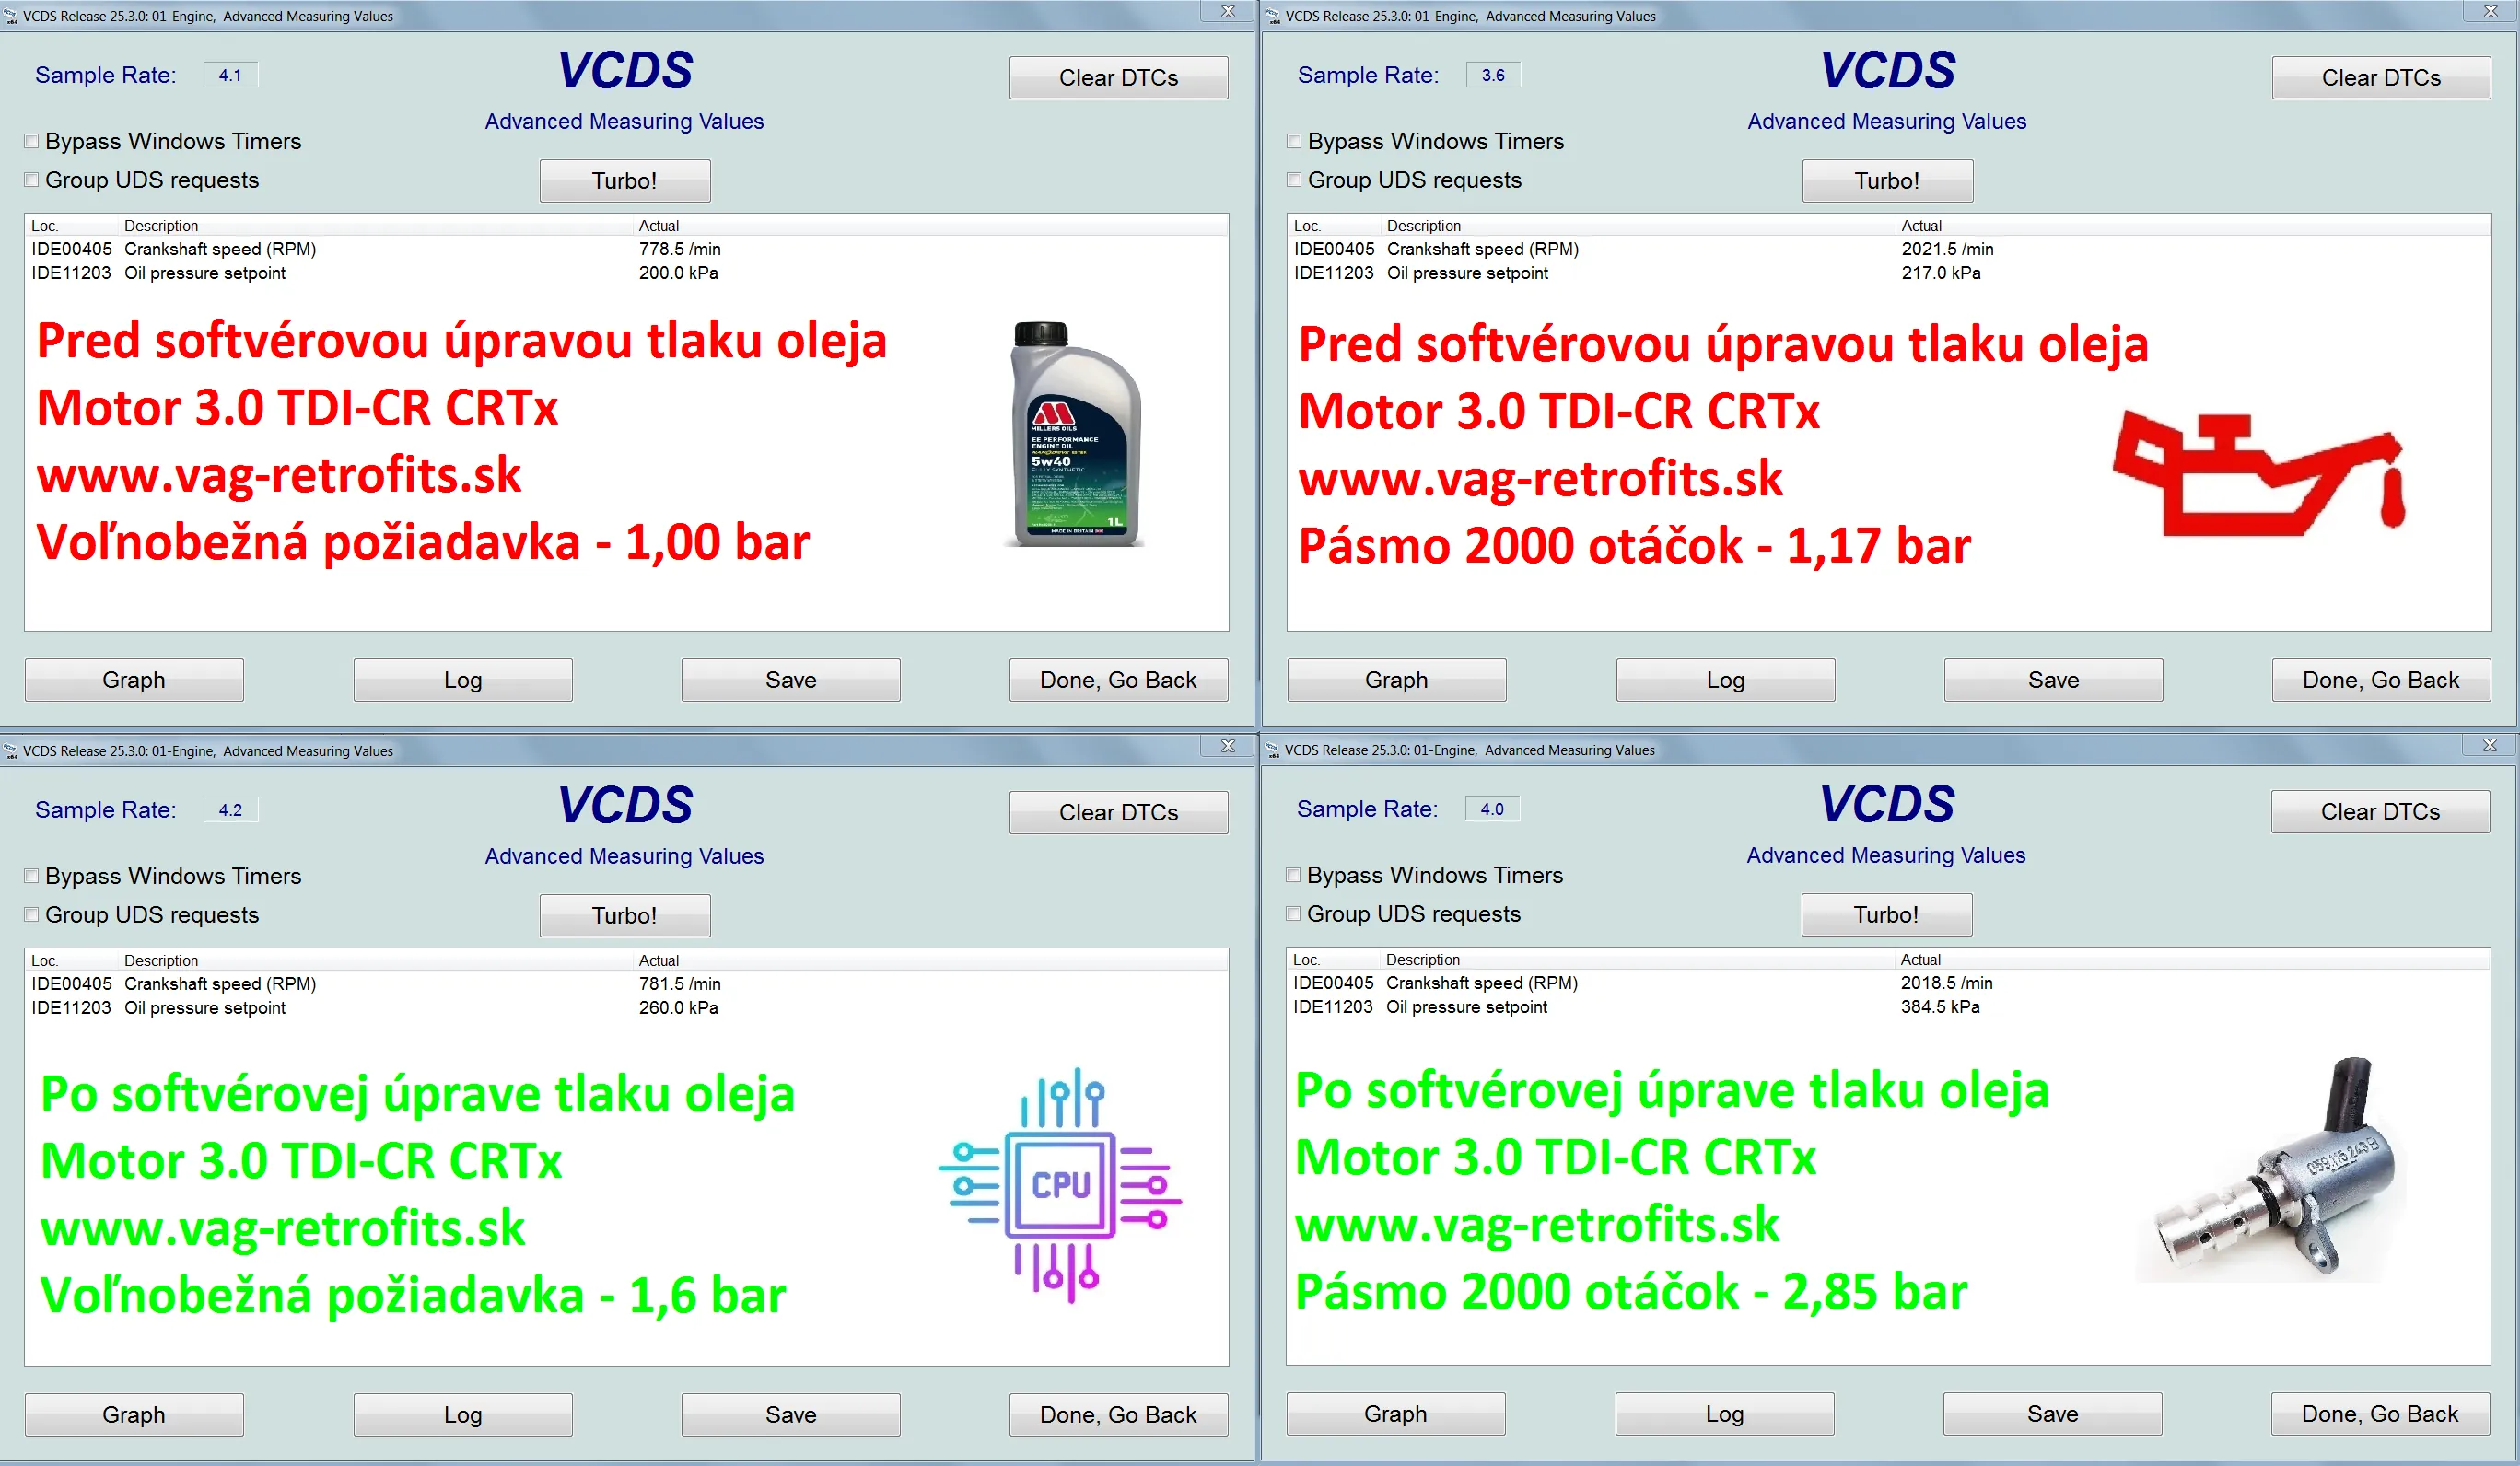 VCDS Release 25.3.0: 01-Engine, Advanced Measuring Values
Sample Rate: 4.1
VCDS
Clear DTCs
Advanced Measuring Values
Bypass Windows Timers
Group UDS requests
Turbo!
Loc. Description Actual
IDE00405 Crankshaft speed (RPM) 778.5 /min
IDE11203 Oil pressure setpoint 200.0 kPa
Pred softvérovou úpravou tlaku oleja
Motor 3.0 TDI-CR CRTx
www.vag-retrofits.sk
Voľnobežná požiadavka - 1,00 bar
MILLERS OILS
EE PERFORMANCE
ENGINE OIL
5w40
FULLY SYNTHETIC
1L
MADE IN BRITAIN
Graph Log Save Done, Go Back
VCDS Release 25.3.0: 01-Engine, Advanced Measuring Values
Sample Rate: 3.6
VCDS
Clear DTCs
Advanced Measuring Values
Bypass Windows Timers
Group UDS requests
Turbo!
Loc. Description Actual
IDE00405 Crankshaft speed (RPM) 2021.5 /min
IDE11203 Oil pressure setpoint 217.0 kPa
Pred softvérovou úpravou tlaku oleja
Motor 3.0 TDI-CR CRTx
www.vag-retrofits.sk
Pásmo 2000 otáčok - 1,17 bar
Graph Log Save Done, Go Back
VCDS Release 25.3.0: 01-Engine, Advanced Measuring Values
Sample Rate: 4.2
VCDS
Clear DTCs
Advanced Measuring Values
Bypass Windows Timers
Group UDS requests
Turbo!
Loc. Description Actual
IDE00405 Crankshaft speed (RPM) 781.5 /min
IDE11203 Oil pressure setpoint 260.0 kPa
Po softvérovej úprave tlaku oleja
Motor 3.0 TDI-CR CRTx
www.vag-retrofits.sk
Voľnobežná požiadavka - 1,6 bar
CPU
Graph Log Save Done, Go Back
VCDS Release 25.3.0: 01-Engine, Advanced Measuring Values
Sample Rate: 4.0
VCDS
Clear DTCs
Advanced Measuring Values
Bypass Windows Timers
Group UDS requests
Turbo!
Loc. Description Actual
IDE00405 Crankshaft speed (RPM) 2018.5 /min
IDE11203 Oil pressure setpoint 384.5 kPa
Po softvérovej úprave tlaku oleja
Motor 3.0 TDI-CR CRTx
www.vag-retrofits.sk
Pásmo 2000 otáčok - 2,85 bar
Graph Log Save Done, Go Back